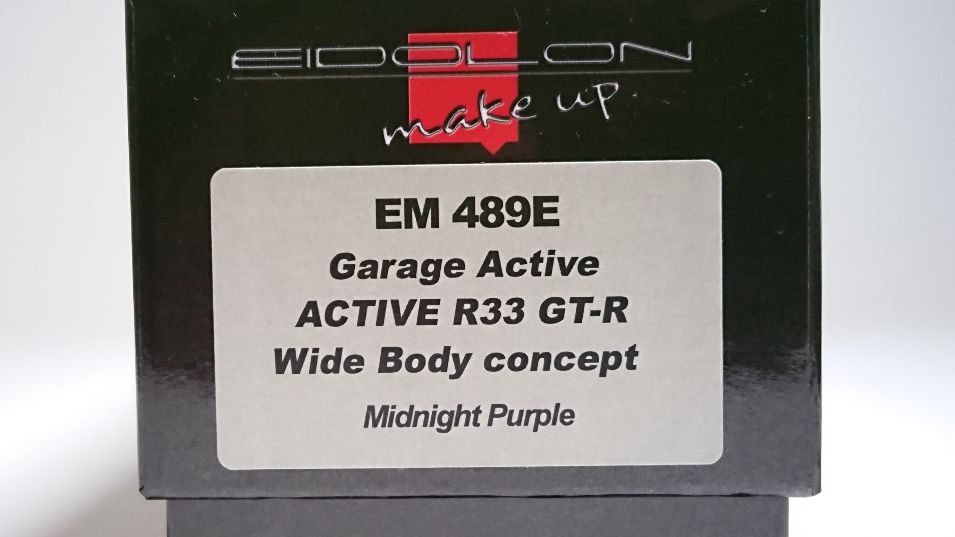 EIDOLON
make up.
EM 489E
Garage Active
ACTIVE R33 GT-R
Wide Body concept
Midnight Purple